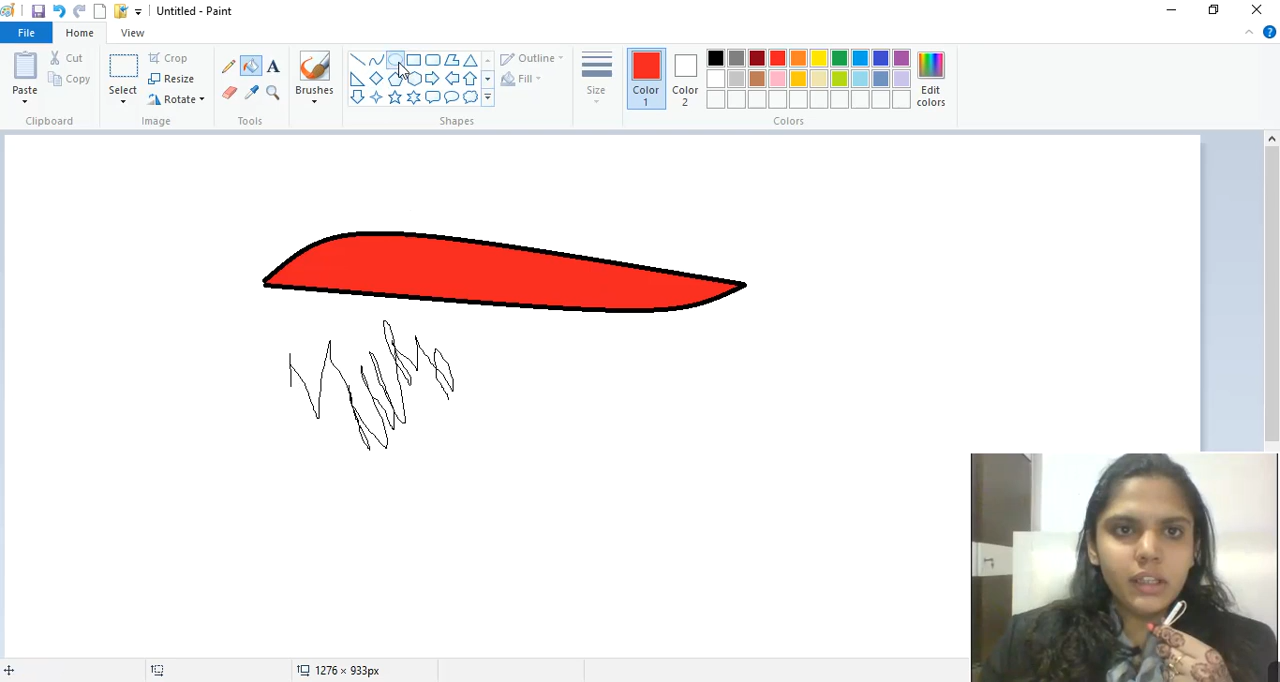 Untitled - Paint
File
Home
View
Paste
Cut
Copy
Clipboard
Select
Crop
Resize
Rotate
Image
A
Tools
Brushes
Outline
Fill
Shapes
Size
Color 1
Color 2
Edit colors
Colors
1276 × 933px